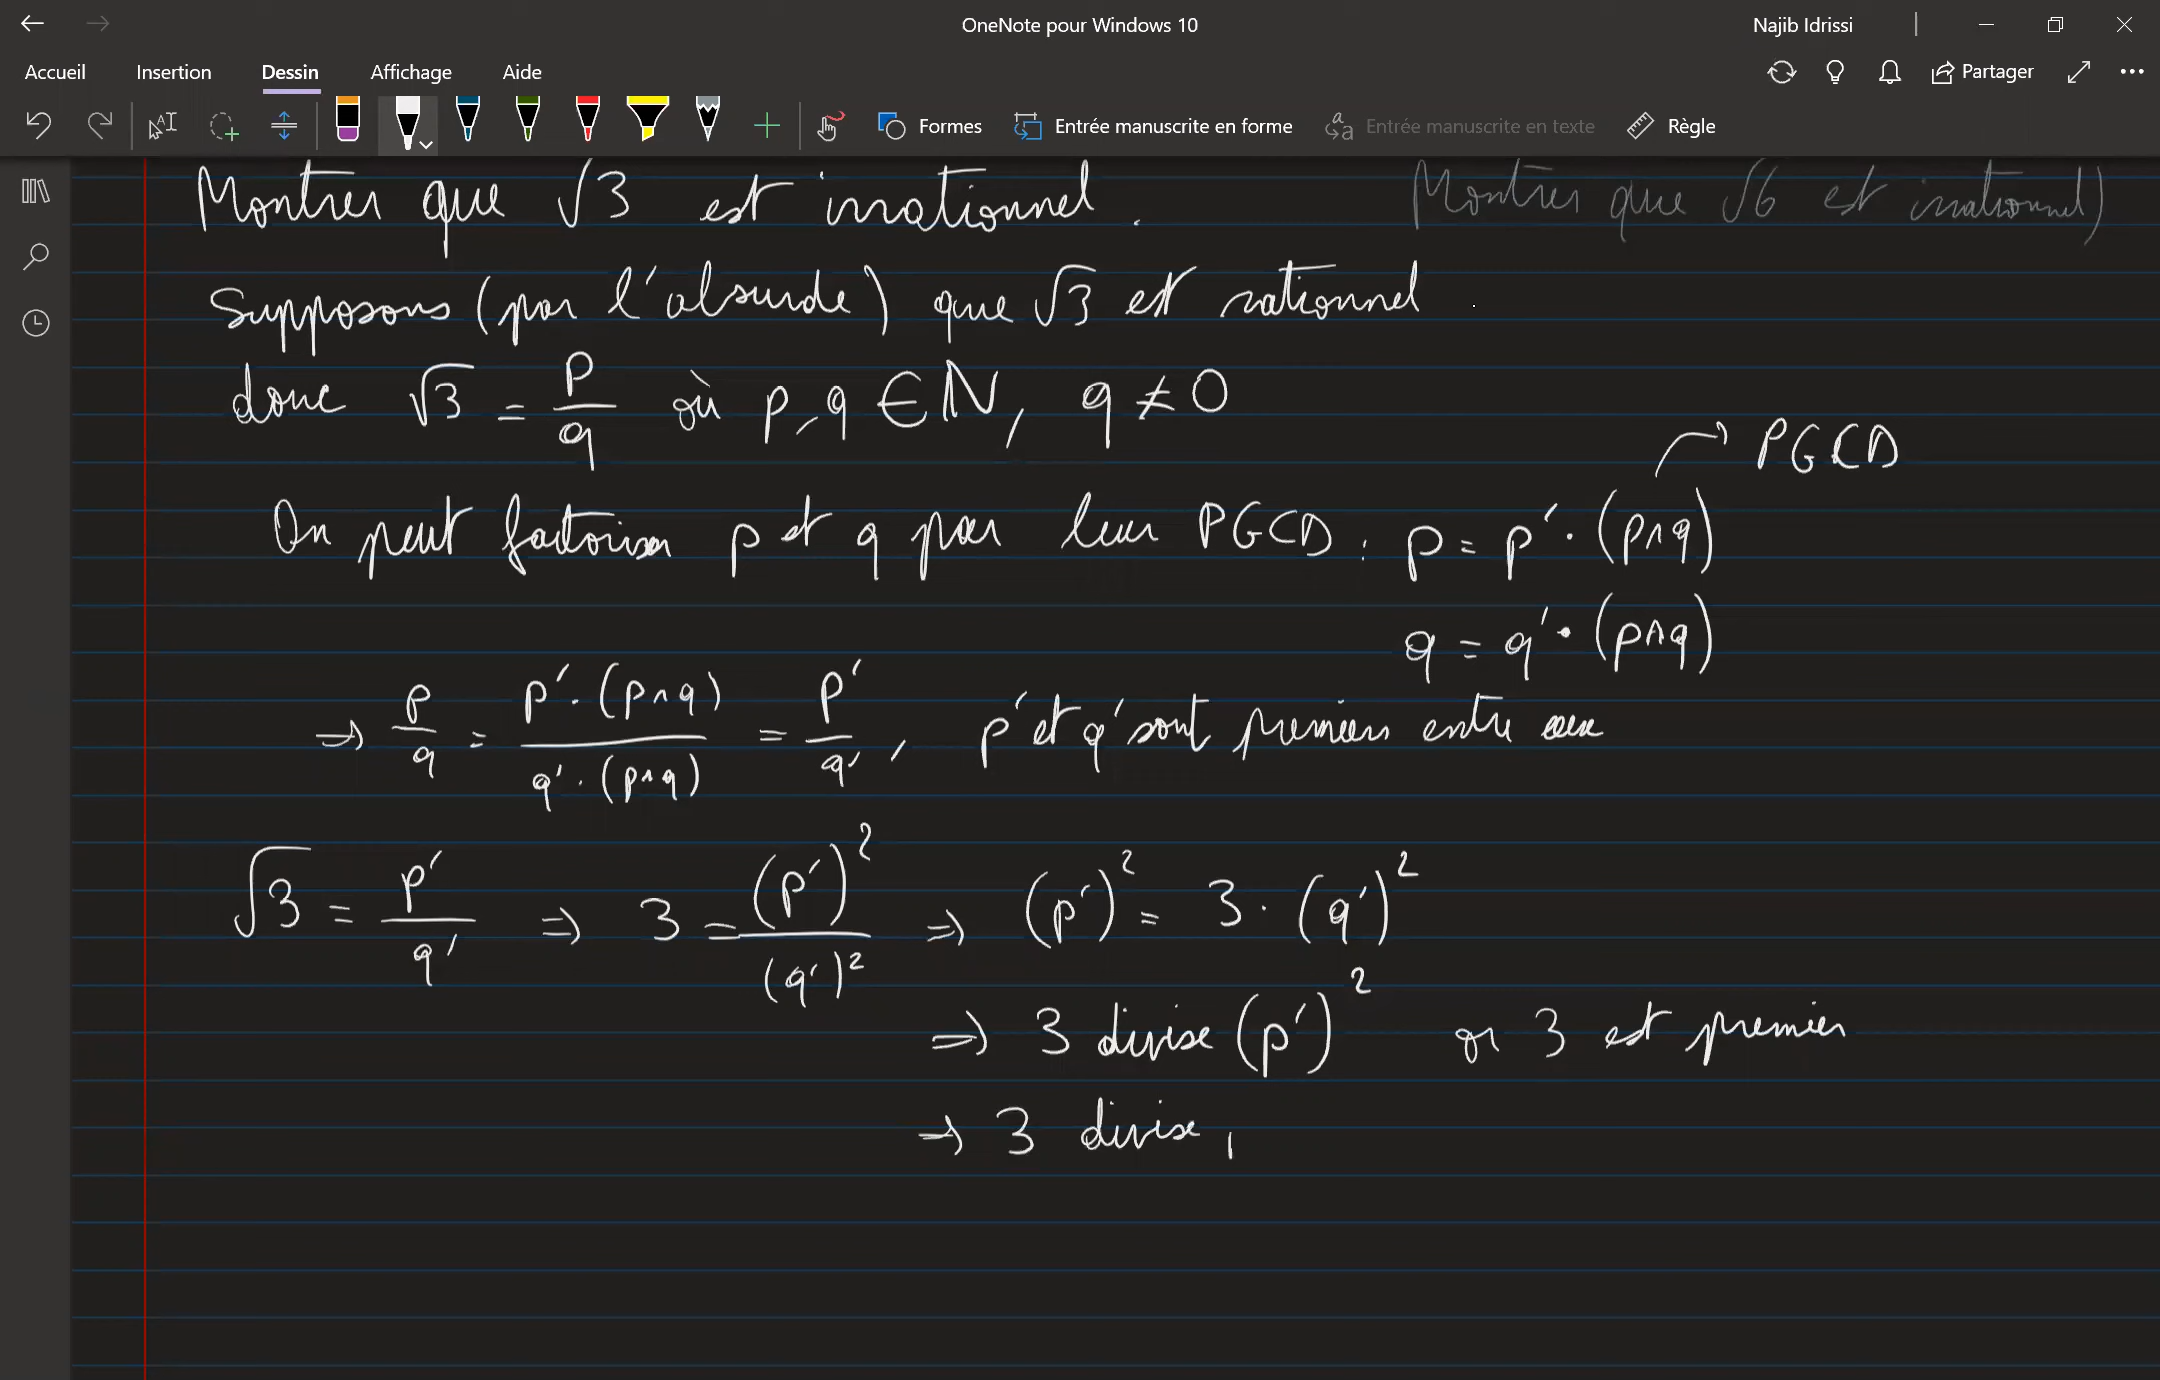 OneNote pour Windows 10
Najib Idrissi
Accueil Insertion Dessin Affichage Aide
Partager
Formes Entrée manuscrite en forme Entrée manuscrite en texte Règle
Montrer que √3 est irrationnel.
Montrer que √6 est irrationnel)
Supposons (par l'absurde) que √3 est rationnel.
donc √3 = p/q où p, q ∈ ℕ, q ≠ 0
→ PGCD
On peut factoriser p et q par leur PGCD : p = p'·(p∧q)
q = q'·(p∧q)
⇒ p/q = p'·(p∧q)/q'·(p∧q) = p'/q', p' et q' sont premiers entre eux
√3 = p'/q' ⇒ 3 = (p')²/(q')² ⇒ (p')² = 3·(q')²
⇒ 3 divise (p')² or 3 est premier
⇒ 3 divise